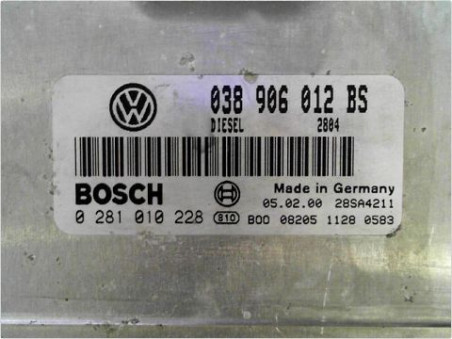 038 906 012 BS
DIESEL 2804
BOSCH
Made in Germany
05.02.00 28SA4211
0 281 010 228 S10 B00 08205 1128 0583